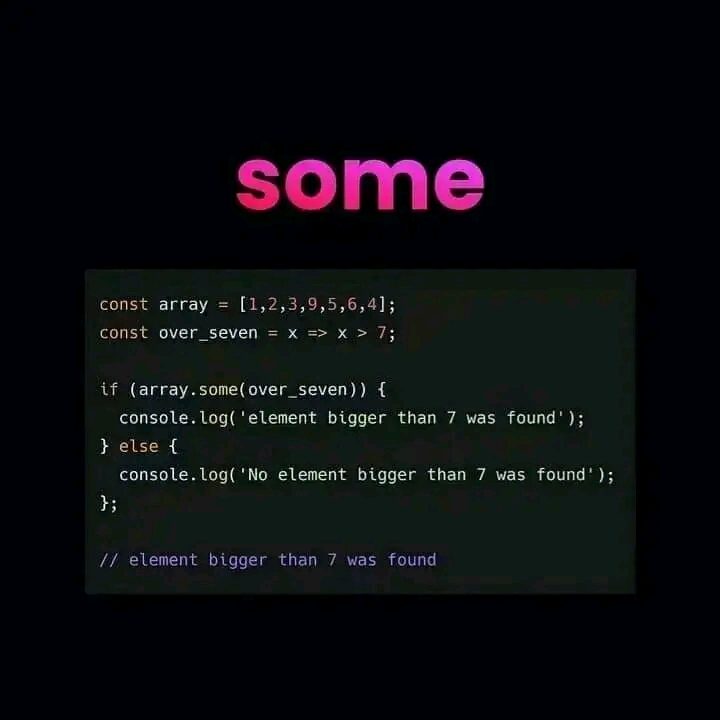 some
const array = [1,2,3,9,5,6,4];
const over_seven = x => x > 7;
if (array.some(over_seven)) {
  console.log('element bigger than 7 was found');
} else {
  console.log('No element bigger than 7 was found');
};
// element bigger than 7 was found